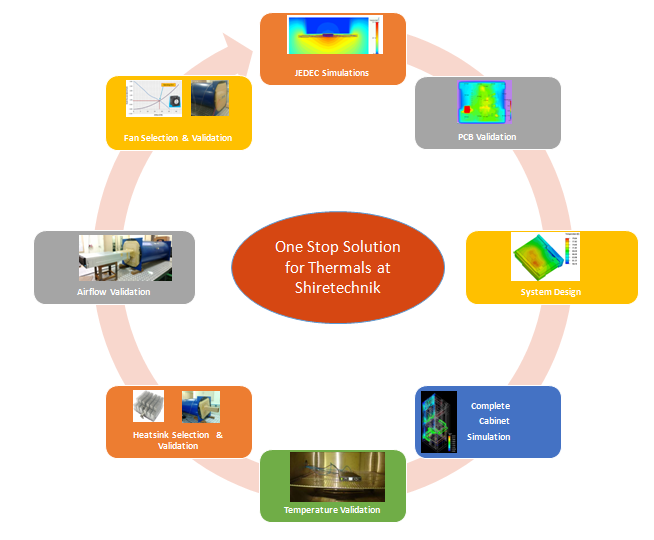 JEDEC Simulations
PCB Validation
System Design
Complete
Cabinet
Simulation
Temperature Validation
Heatsink Selection &
Validation
Airflow Validation
Fan Selection & Validation
One Stop Solution
for Thermals at
Shiretechnik